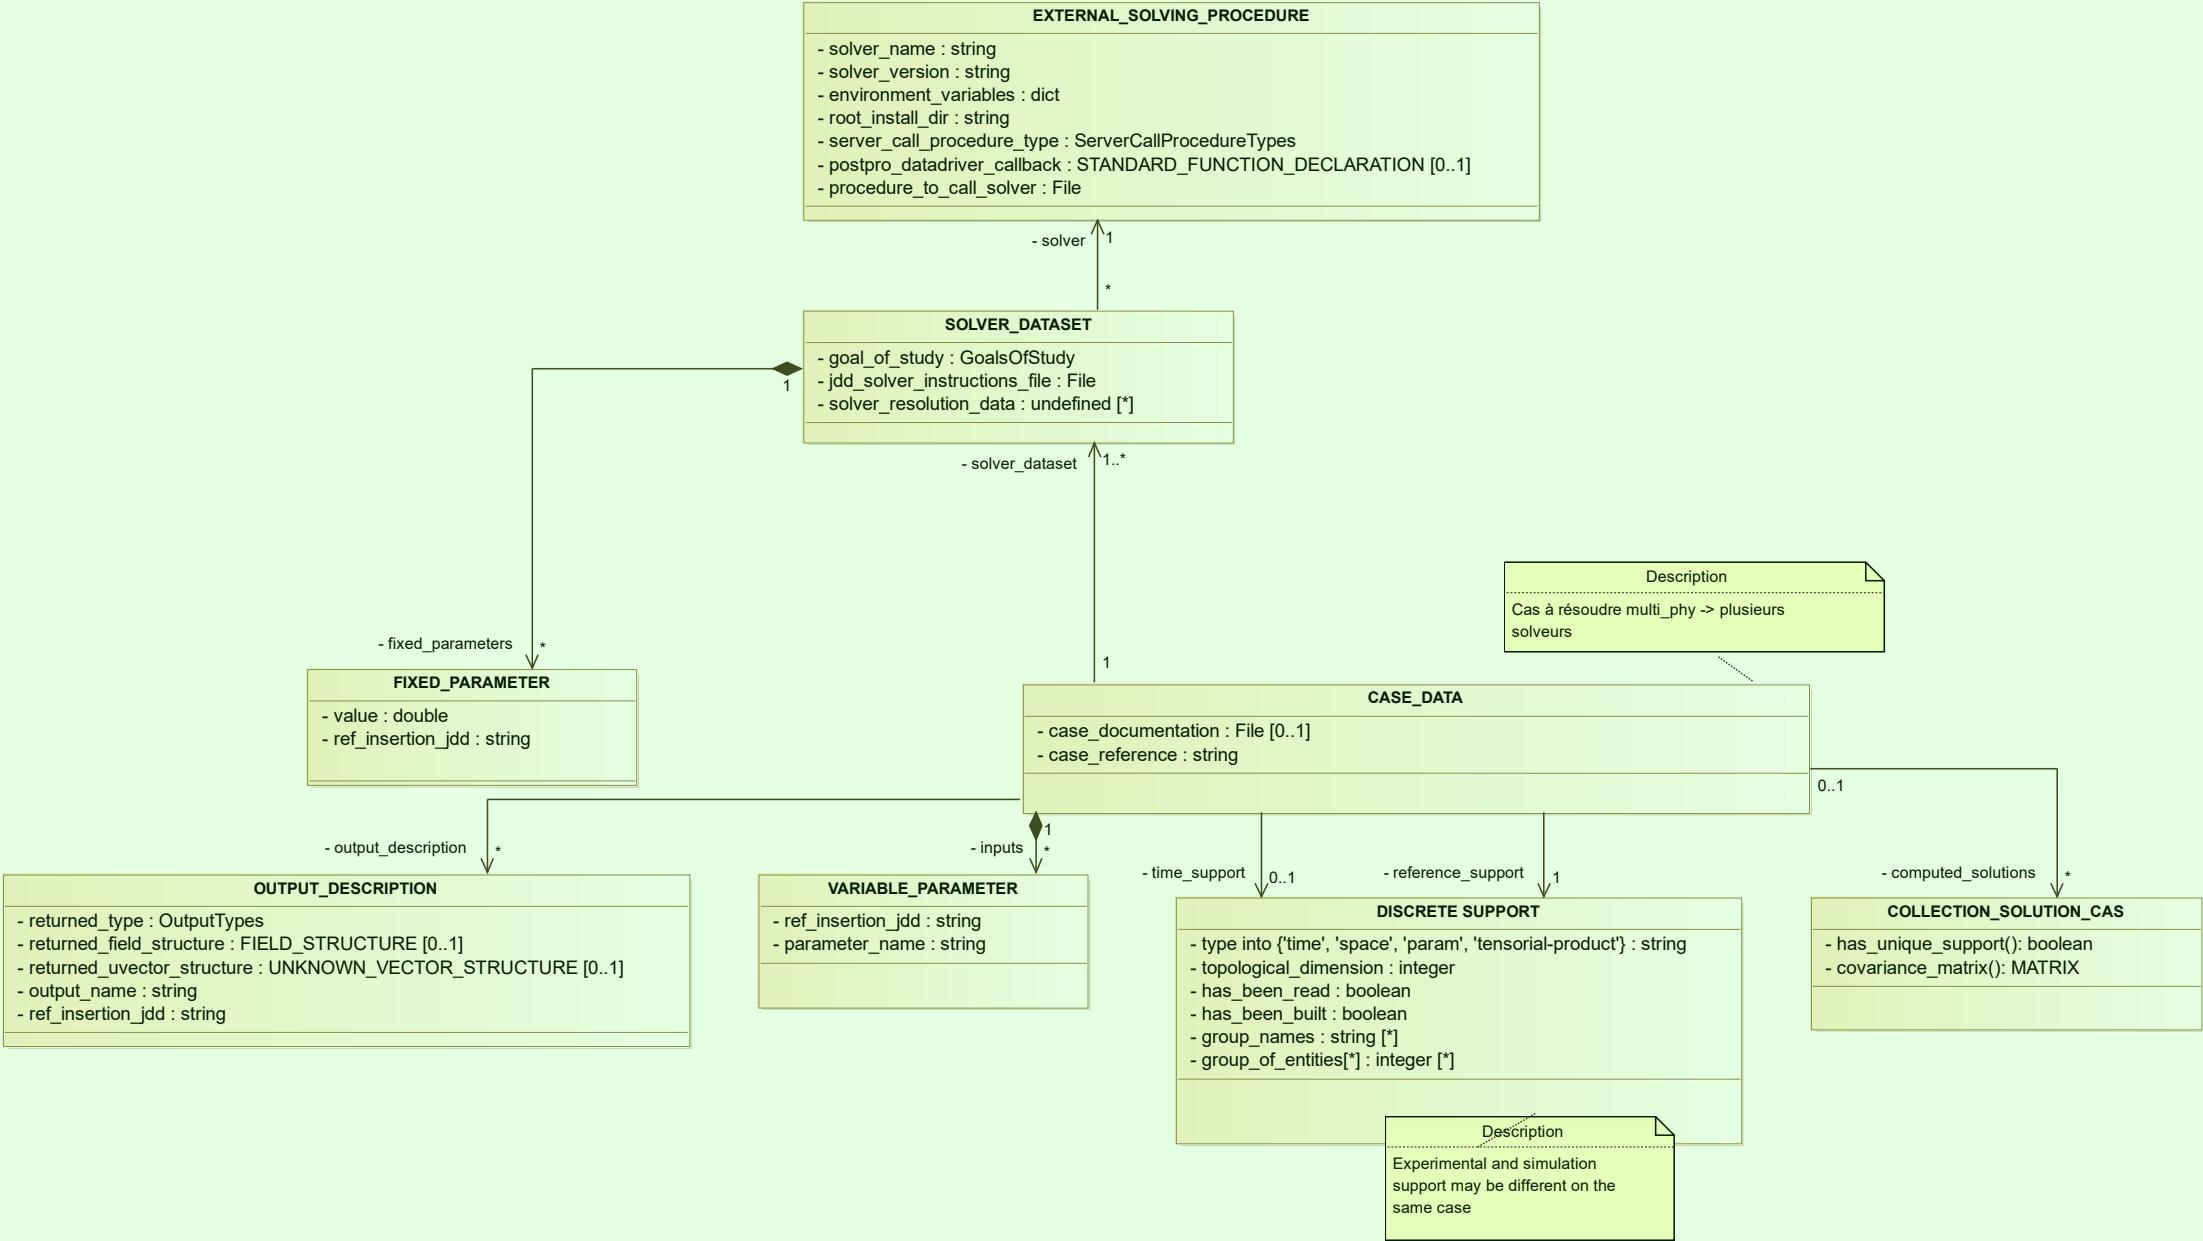 EXTERNAL_SOLVING_PROCEDURE
- solver_name : string
- solver_version : string
- environment_variables : dict
- root_install_dir : string
- server_call_procedure_type : ServerCallProcedureTypes
- postpro_datadriver_callback : STANDARD_FUNCTION_DECLARATION [0..1]
- procedure_to_call_solver : File
- solver
1
*
SOLVER_DATASET
- goal_of_study : GoalsOfStudy
- jdd_solver_instructions_file : File
- solver_resolution_data : undefined [*]
1
- solver_dataset
1..*
1
- fixed_parameters
*
FIXED_PARAMETER
- value : double
- ref_insertion_jdd : string
Description
Cas à résoudre multi_phy -> plusieurs
solveurs
CASE_DATA
- case_documentation : File [0..1]
- case_reference : string
0..1
- output_description
*
1
- inputs
*
- time_support
0..1
- reference_support
1
- computed_solutions
*
OUTPUT_DESCRIPTION
- returned_type : OutputTypes
- returned_field_structure : FIELD_STRUCTURE [0..1]
- returned_uvector_structure : UNKNOWN_VECTOR_STRUCTURE [0..1]
- output_name : string
- ref_insertion_jdd : string
VARIABLE_PARAMETER
- ref_insertion_jdd : string
- parameter_name : string
DISCRETE SUPPORT
- type into {'time', 'space', 'param', 'tensorial-product'} : string
- topological_dimension : integer
- has_been_read : boolean
- has_been_built : boolean
- group_names : string [*]
- group_of_entities[*] : integer [*]
COLLECTION_SOLUTION_CAS
- has_unique_support(): boolean
- covariance_matrix(): MATRIX
Description
Experimental and simulation
support may be different on the
same case